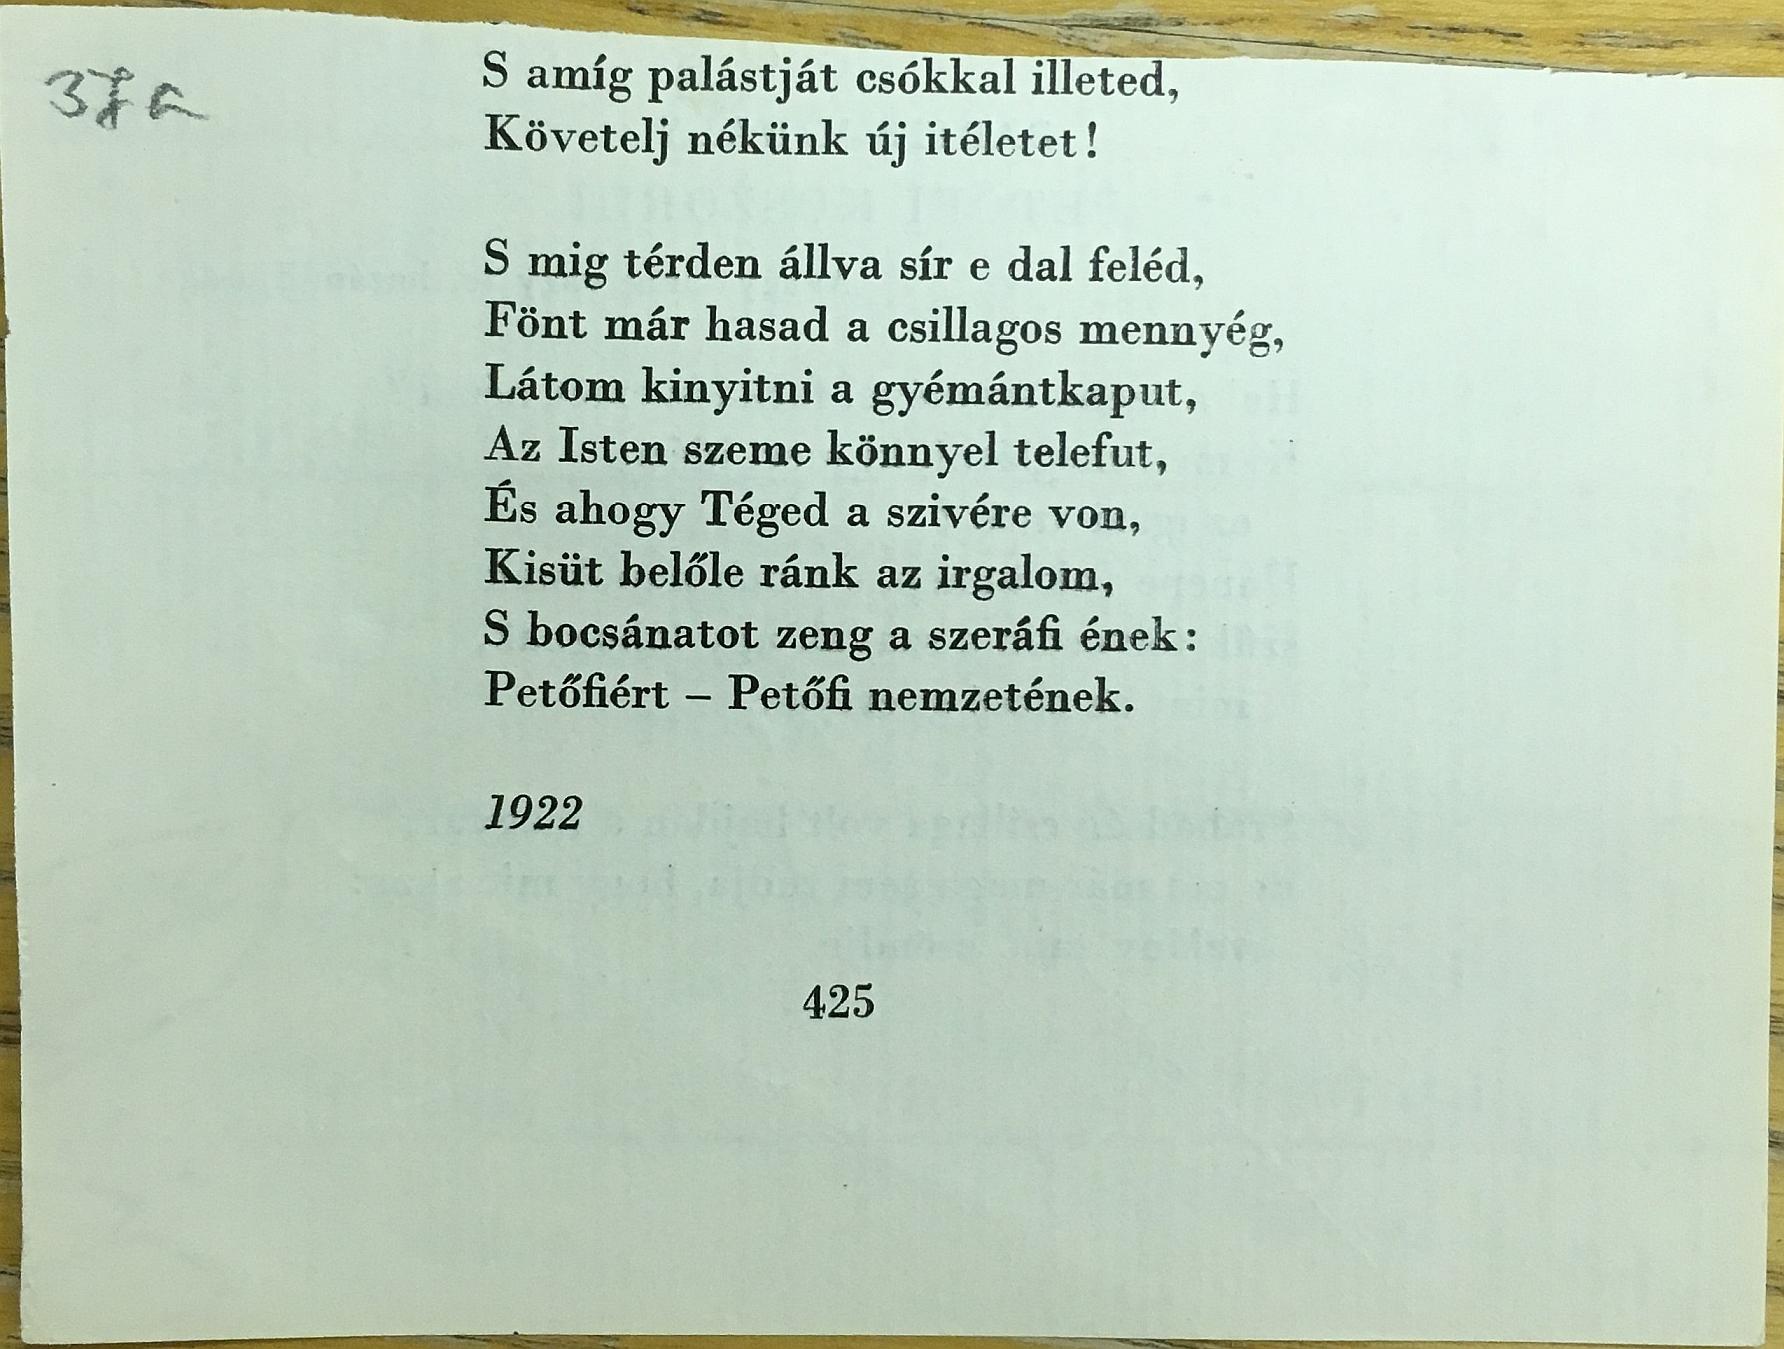 S amíg palástját csókkal illeted,
Követelj nékünk új itéletet!
S mig térden állva sír e dal feléd,
Fönt már hasad a csillagos mennyég,
Látom kinyitni a gyémántkaput,
Az Isten szeme könnyel telefut,
És ahogy Téged a szivére von,
Kisüt belőle ránk az irgalom,
S bocsánatot zeng a szeráfi ének:
Petőfiért – Petőfi nemzetének.
1922
425